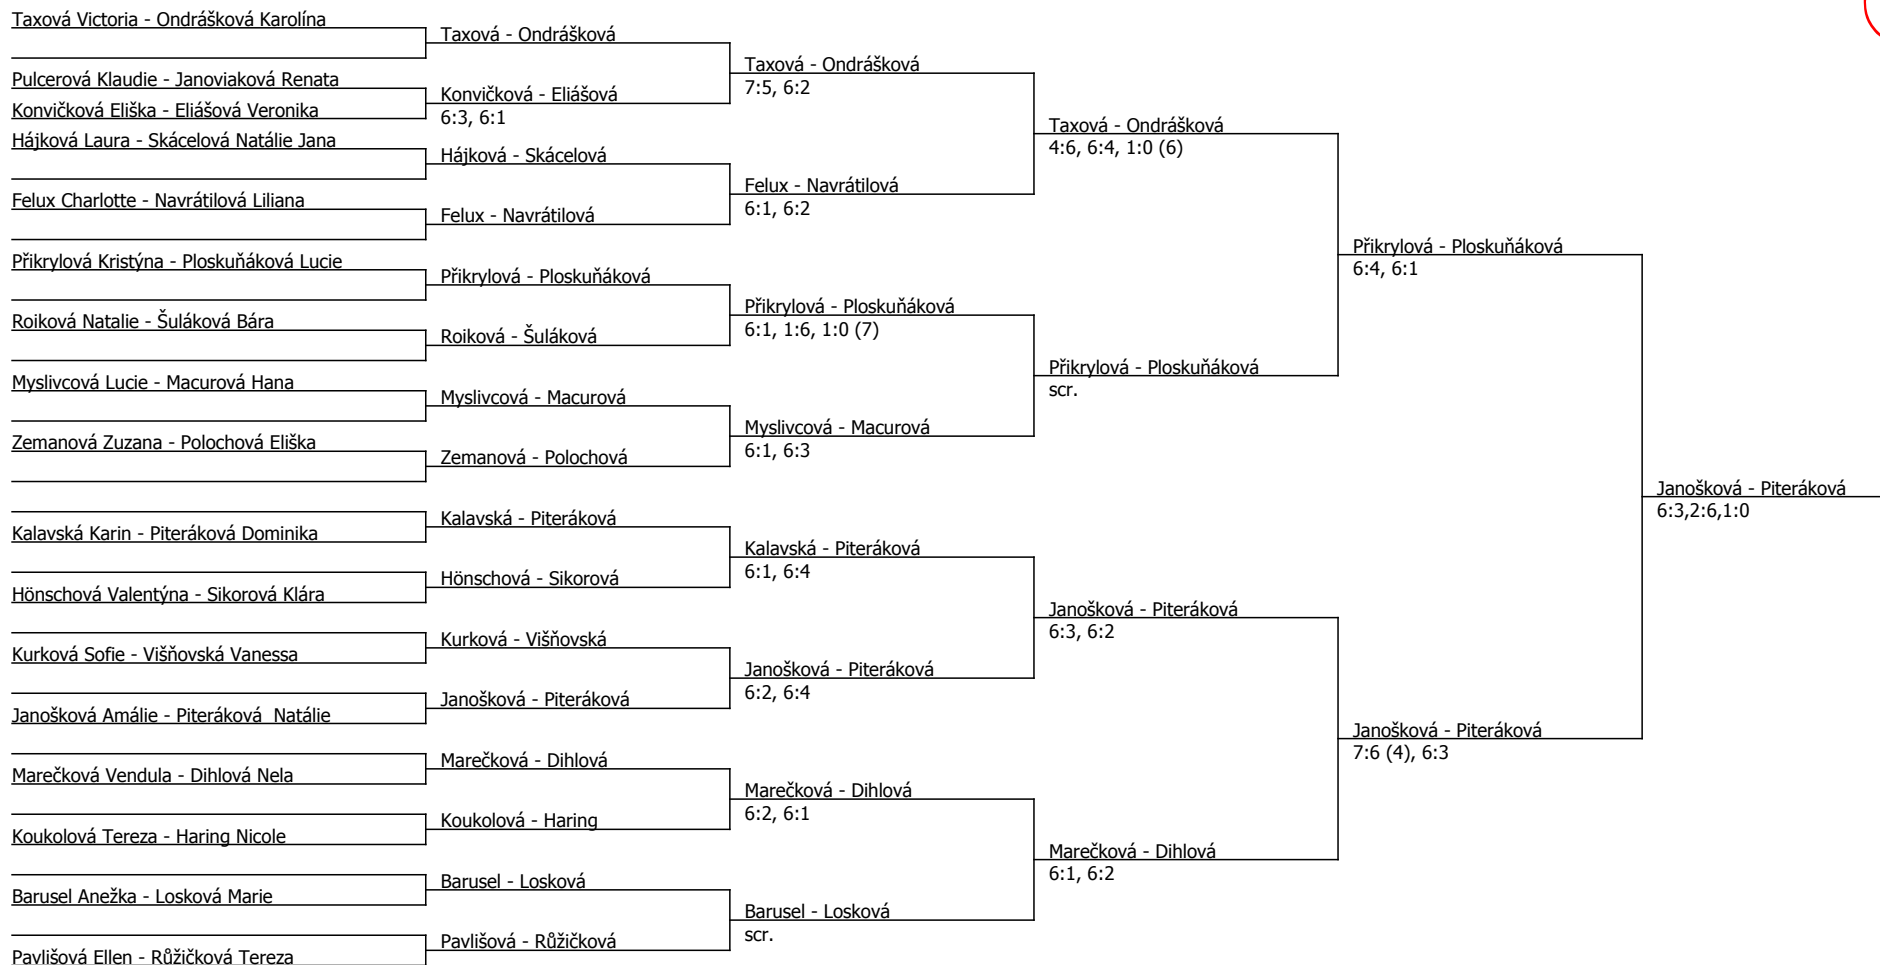 Taxová Victoria - Ondrášková Karolína
Pulcerová Klaudie - Janoviaková Renata
Konvičková Eliška - Eliášová Veronika
Hájková Laura - Skácelová Natálie Jana
Felux Charlotte - Navrátilová Liliana
Přikrylová Kristýna - Ploskuňáková Lucie
Roiková Natalie - Šuláková Bára
Myslivcová Lucie - Macurová Hana
Zemanová Zuzana - Polochová Eliška
Kalavská Karin - Piteráková Dominika
Hönschová Valentýna - Sikorová Klára
Kurková Sofie - Višňovská Vanessa
Janošková Amálie - Piteráková  Natálie
Marečková Vendula - Dihlová Nela
Koukolová Tereza - Haring Nicole
Barusel Anežka - Losková Marie
Pavlišová Ellen - Růžičková Tereza
Taxová - Ondrášková
Konvičková - Eliášová
6:3, 6:1
Hájková - Skácelová
Felux - Navrátilová
Přikrylová - Ploskuňáková
Roiková - Šuláková
Myslivcová - Macurová
Zemanová - Polochová
Kalavská - Piteráková
Hönschová - Sikorová
Kurková - Višňovská
Janošková - Piteráková
Marečková - Dihlová
Koukolová - Haring
Barusel - Losková
Pavlišová - Růžičková
Taxová - Ondrášková
7:5, 6:2
Felux - Navrátilová
6:1, 6:2
Přikrylová - Ploskuňáková
6:1, 1:6, 1:0 (7)
Myslivcová - Macurová
6:1, 6:3
Kalavská - Piteráková
6:1, 6:4
Janošková - Piteráková
6:2, 6:4
Marečková - Dihlová
6:2, 6:1
Barusel - Losková
scr.
Taxová - Ondrášková
4:6, 6:4, 1:0 (6)
Přikrylová - Ploskuňáková
scr.
Janošková - Piteráková
6:3, 6:2
Marečková - Dihlová
6:1, 6:2
Přikrylová - Ploskuňáková
6:4, 6:1
Janošková - Piteráková
7:6 (4), 6:3
Janošková - Piteráková
6:3,2:6,1:0